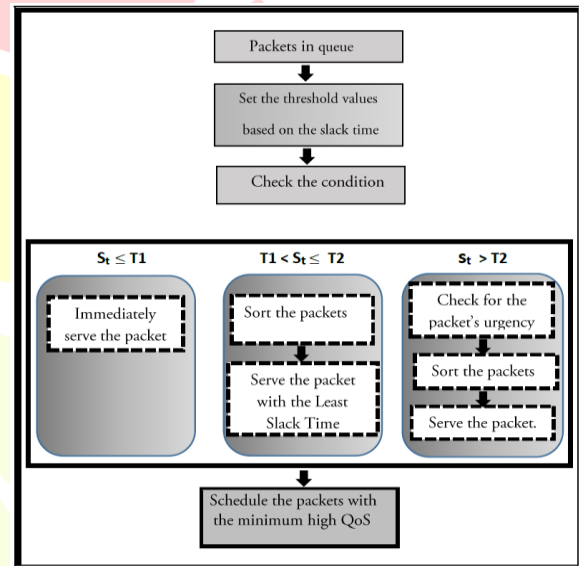 Packets in queue
Set the threshold values
based on the slack time
Check the condition
St ≤ T1
T1 < St ≤ T2
St > T2
Immediately
serve the packet
Sort the packets
Serve the packet
with the Least
Slack Time
Check for the
packet's urgency
Sort the packets
Serve the packet.
Schedule the packets with
the minimum high QoS